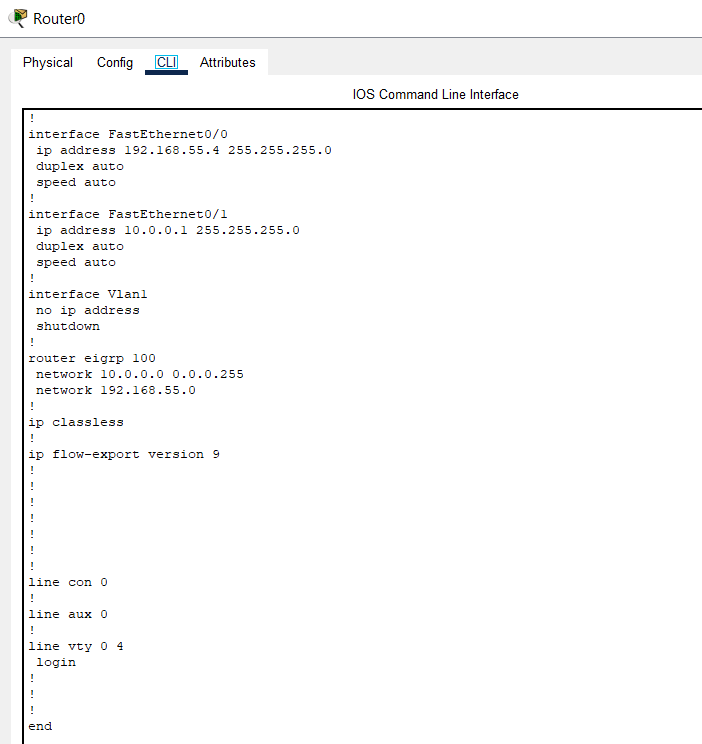 Router0
Physical Config CLI Attributes
IOS Command Line Interface
!
interface FastEthernet0/0
 ip address 192.168.55.4 255.255.255.0
 duplex auto
 speed auto
!
interface FastEthernet0/1
 ip address 10.0.0.1 255.255.255.0
 duplex auto
 speed auto
!
interface Vlan1
 no ip address
 shutdown
!
router eigrp 100
 network 10.0.0.0 0.0.0.255
 network 192.168.55.0
!
ip classless
!
ip flow-export version 9
!
!
!
!
!
!
!
line con 0
!
line aux 0
!
line vty 0 4
 login
!
!
!
end